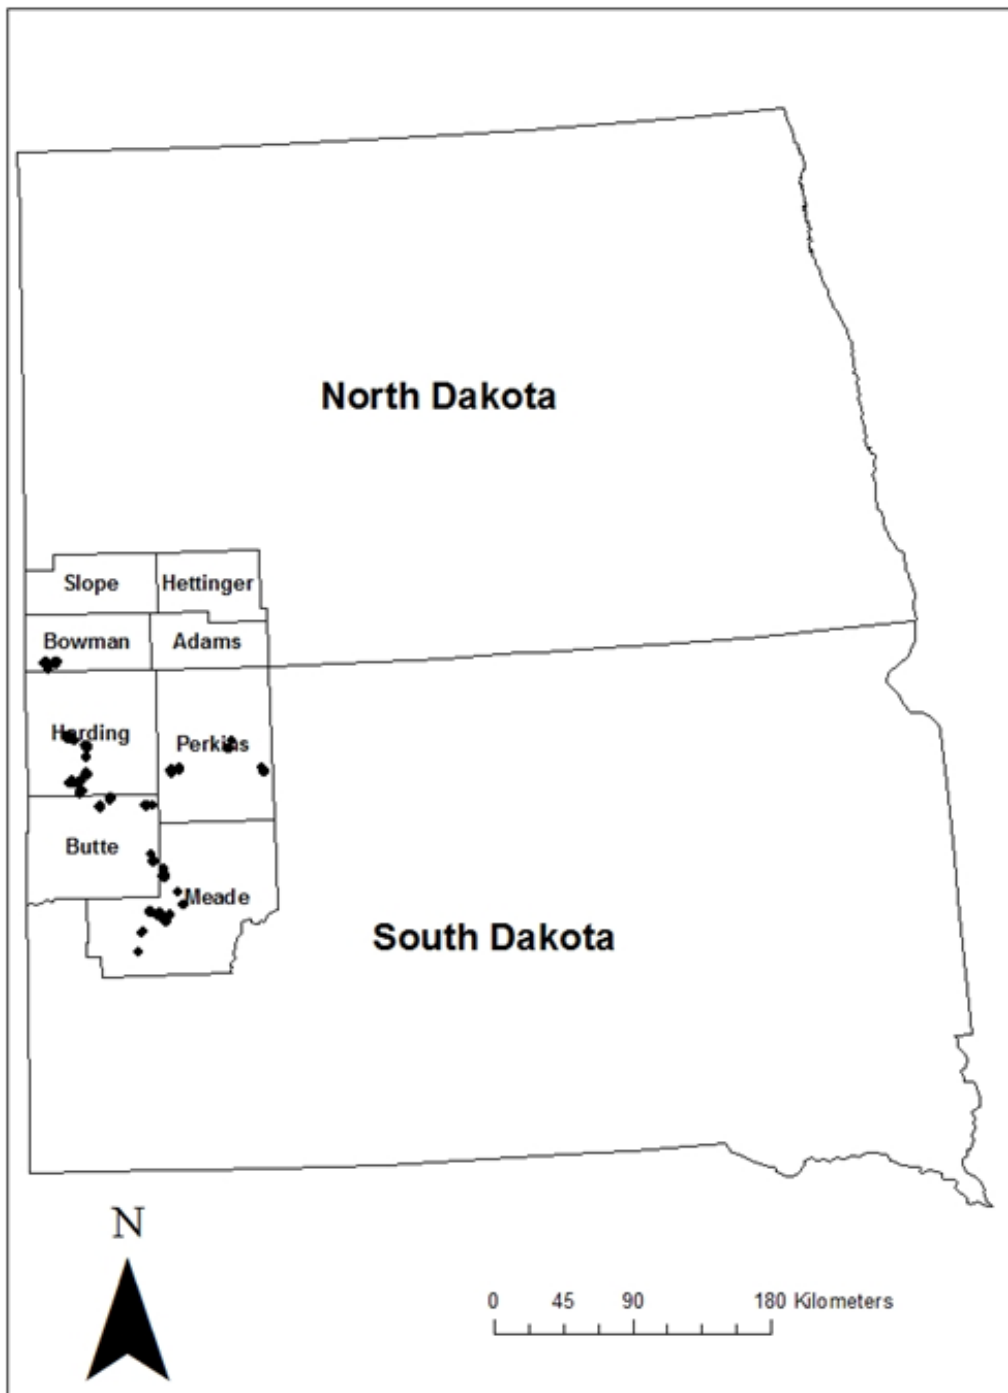 North Dakota
Slope Hettinger
Bowman Adams
Harding
Perkins
Butte
Meade
South Dakota
N
0 45 90 180 Kilometers